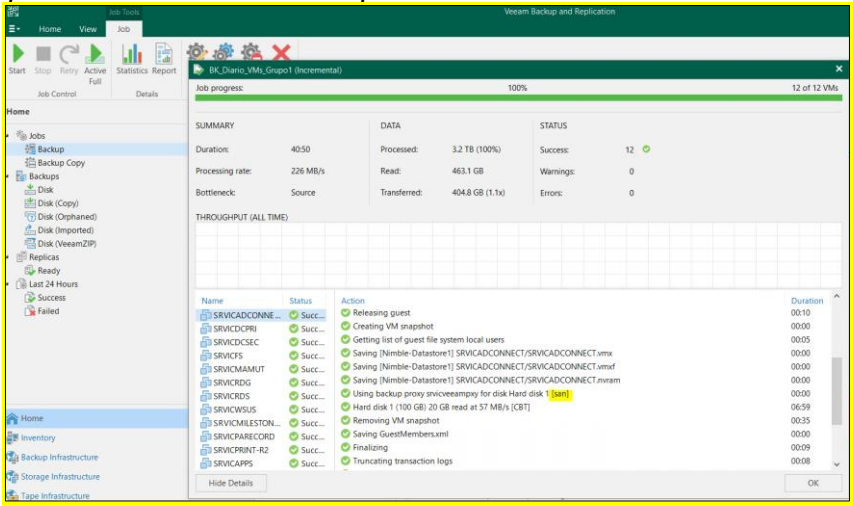 Job Tools
Veeam Backup and Replication
Home View Job
Start Stop Retry Active Full Statistics Report
Job Control Details
Home
Jobs
Backup
Backup Copy
Backups
Disk
Disk (Copy)
Disk (Orphaned)
Disk (Imported)
Disk (VeeamZIP)
Replicas
Ready
Last 24 Hours
Success
Failed
Home
Inventory
Backup Infrastructure
Storage Infrastructure
Tape Infrastructure
BK_Diario_VMs_Grupo1 (Incremental)
Job progress: 100% 12 of 12 VMs
SUMMARY DATA STATUS
Duration: 40:50 Processed: 3.2 TB (100%) Success: 12
Processing rate: 226 MB/s Read: 463.1 GB Warnings: 0
Bottleneck: Source Transferred: 404.8 GB (1.1x) Errors: 0
THROUGHPUT (ALL TIME)
Name Status Action Duration
SRVICADCONNE... Succ... Releasing guest 00:10
SRVICDCPRI Succ... Creating VM snapshot 00:00
SRVICDCSEC Succ... Getting list of guest file system local users 00:05
SRVICFS Succ... Saving [Nimble-Datastore1] SRVICADCONNECT/SRVICADCONNECT.vmx 00:00
SRVICMAMUT Succ... Saving [Nimble-Datastore1] SRVICADCONNECT/SRVICADCONNECT.vmxf 00:00
SRVICRDG Succ... Saving [Nimble-Datastore1] SRVICADCONNECT/SRVICADCONNECT.nvram 00:00
SRVICRDS Succ... Using backup proxy srvicveeampxy for disk Hard disk 1 [san] 00:00
SRVICWSUS Succ... Hard disk 1 (100 GB) 20 GB read at 57 MB/s [CBT] 06:59
SRVICMILESTON... Succ... Removing VM snapshot 00:35
SRVICPARECORD Succ... Saving GuestMembers.xml 00:00
SRVICPRINT-R2 Succ... Finalizing 00:09
SRVICAPPS Succ... Truncating transaction logs 00:08
Hide Details OK